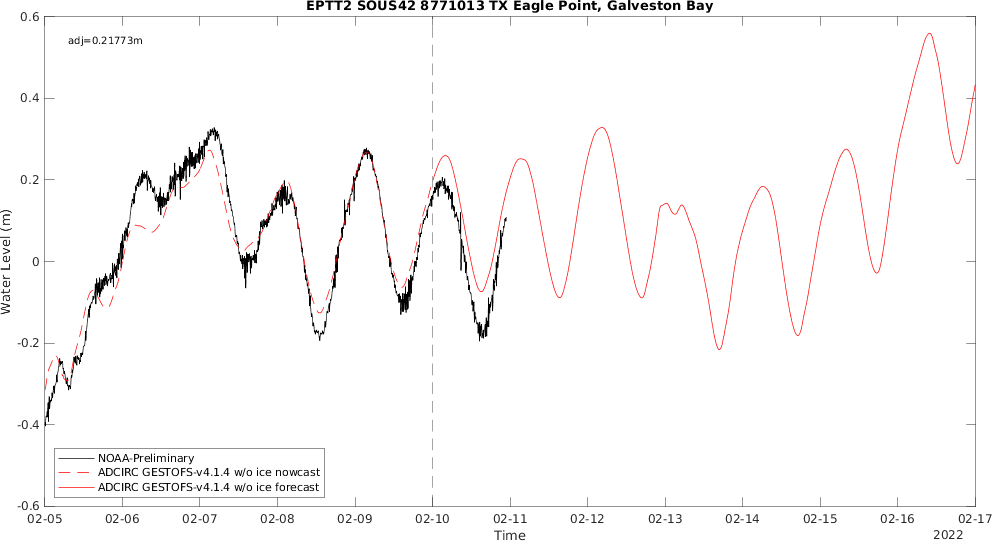 EPTT2 SOUS42 8771013 TX Eagle Point, Galveston Bay
adj=0.21773m
0.6
0.4
0.2
0
-0.2
-0.4
-0.6
Water Level (m)
NOAA-Preliminary
ADCIRC GESTOFS-v4.1.4 w/o ice nowcast
ADCIRC GESTOFS-v4.1.4 w/o ice forecast
02-05 02-06 02-07 02-08 02-09 02-10 02-11 02-12 02-13 02-14 02-15 02-16 02-17
Time
2022